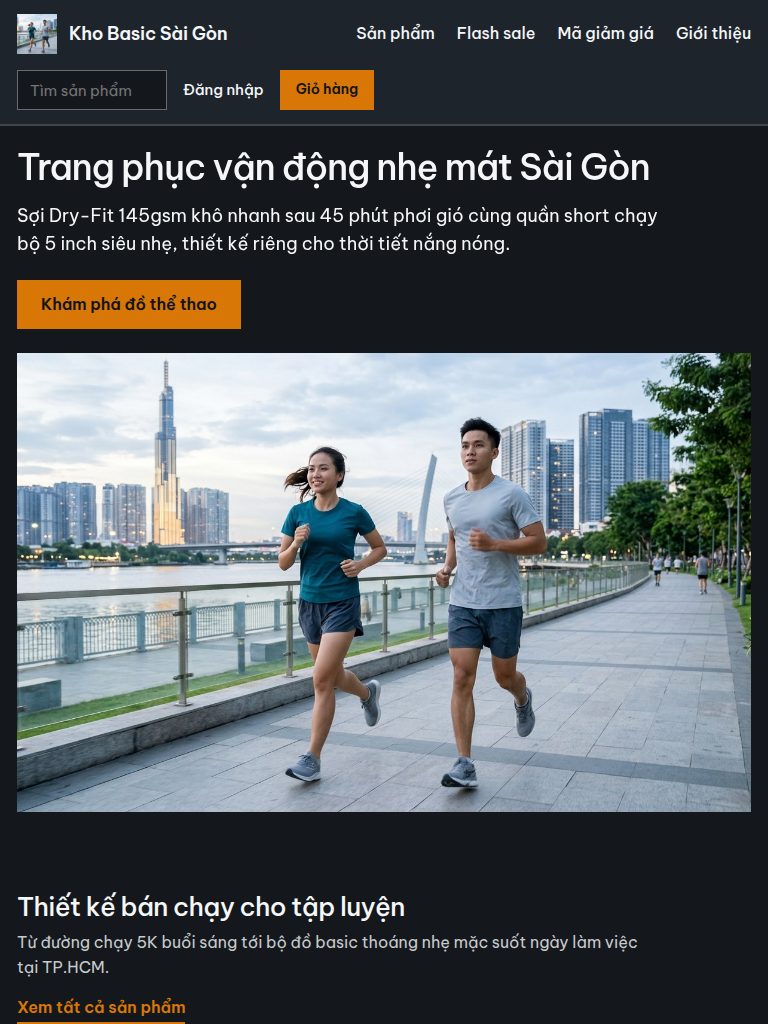 Kho Basic Sài Gòn
Sản phẩm
Flash sale
Mã giảm giá
Giới thiệu
Tìm sản phẩm
Đăng nhập
Giỏ hàng
Trang phục vận động nhẹ mát Sài Gòn
Sợi Dry-Fit 145gsm khô nhanh sau 45 phút phơi gió cùng quần short chạy
bộ 5 inch siêu nhẹ, thiết kế riêng cho thời tiết nắng nóng.
Khám phá đồ thể thao
Thiết kế bán chạy cho tập luyện
Từ đường chạy 5K buổi sáng tới bộ đồ basic thoáng nhẹ mặc suốt ngày làm việc
tại TP.HCM.
Xem tất cả sản phẩm